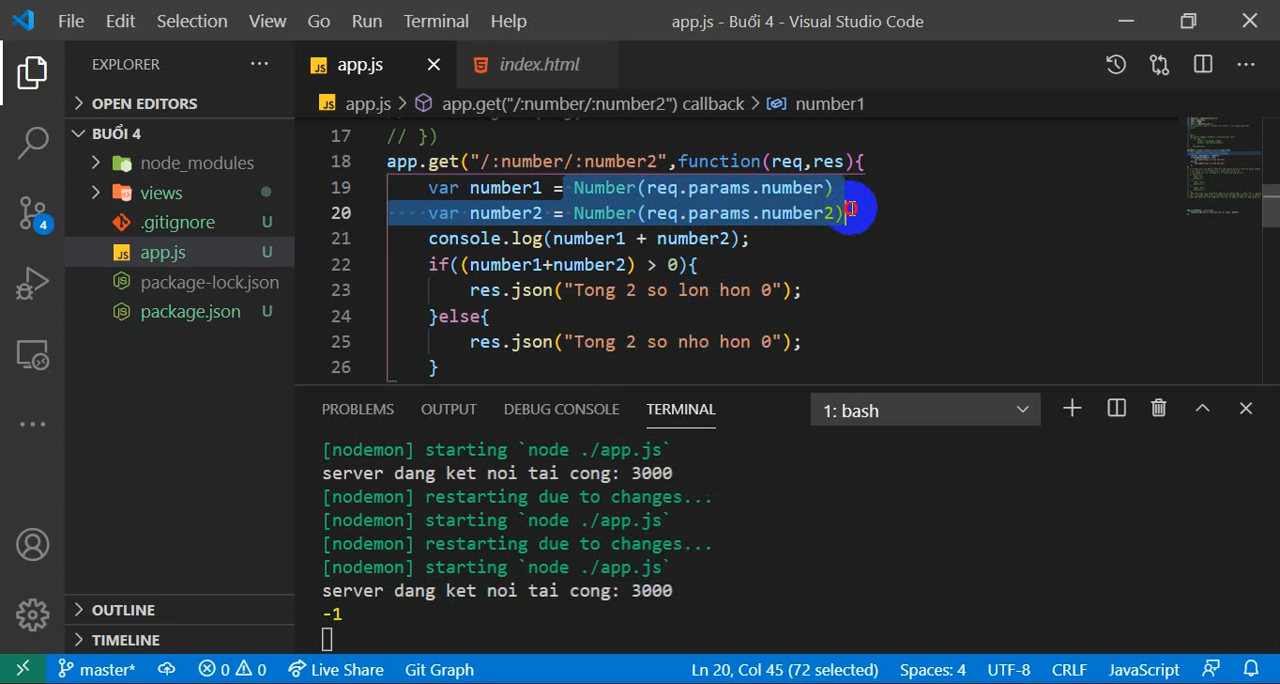 File Edit Selection View Go Run Terminal Help
app.js - Buổi 4 - Visual Studio Code
EXPLORER
OPEN EDITORS
BUỔI 4
node_modules
views
.gitignore U
app.js U
package-lock.json
package.json U
OUTLINE
TIMELINE
JS app.js
index.html
JS app.js > app.get("/:number/:number2") callback > number1
17 // })
18 app.get("/:number/:number2",function(req,res){
19 var number1 = Number(req.params.number)
20 var number2 = Number(req.params.number2)
21 console.log(number1 + number2);
22 if((number1+number2) > 0){
23 res.json("Tong 2 so lon hon 0");
24 }else{
25 res.json("Tong 2 so nho hon 0");
26 }
PROBLEMS OUTPUT DEBUG CONSOLE TERMINAL
1: bash
[nodemon] starting `node ./app.js`
server dang ket noi tai cong: 3000
[nodemon] restarting due to changes...
[nodemon] starting `node ./app.js`
[nodemon] restarting due to changes...
[nodemon] starting `node ./app.js`
server dang ket noi tai cong: 3000
-1
4
master* 0 0 Live Share Git Graph
Ln 20, Col 45 (72 selected) Spaces: 4 UTF-8 CRLF JavaScript